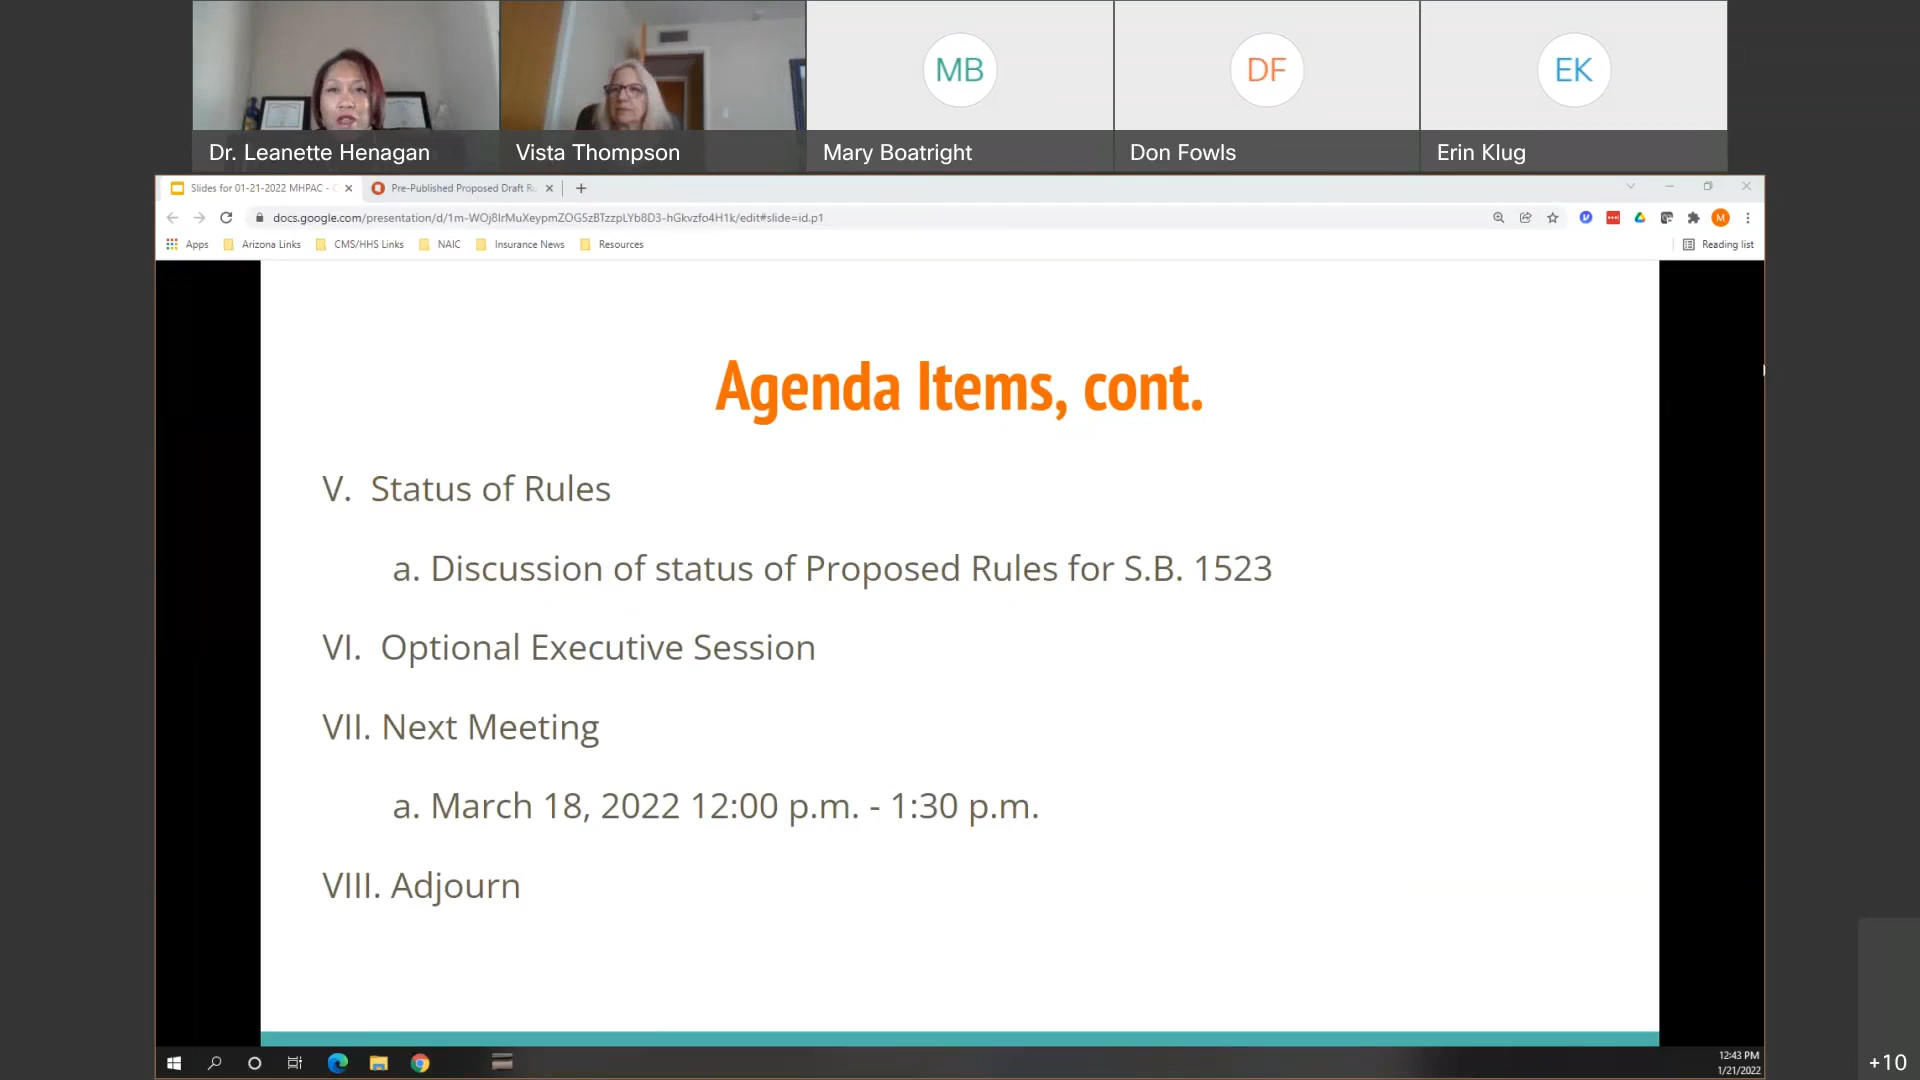 MB
DF
EK
Dr. Leanette Henagan
Vista Thompson
Mary Boatright
Don Fowls
Erin Klug
Slides for 01-21-2022 MHPAC -
Pre-Published Proposed Draft Ru
docs.google.com/presentation/d/1m-WOj8IrMuXeypmZOG5zBTzzpLYb8D3-hGkvzfo4H1k/edit#slide=id.p1
M
Apps
Arizona Links
CMS/HHS Links
NAIC
Insurance News
Resources
Reading list
Agenda Items, cont.
V. Status of Rules
a. Discussion of status of Proposed Rules for S.B. 1523
VI. Optional Executive Session
VII. Next Meeting
a. March 18, 2022 12:00 p.m. - 1:30 p.m.
VIII. Adjourn
12:43 PM
1/21/2022
+10